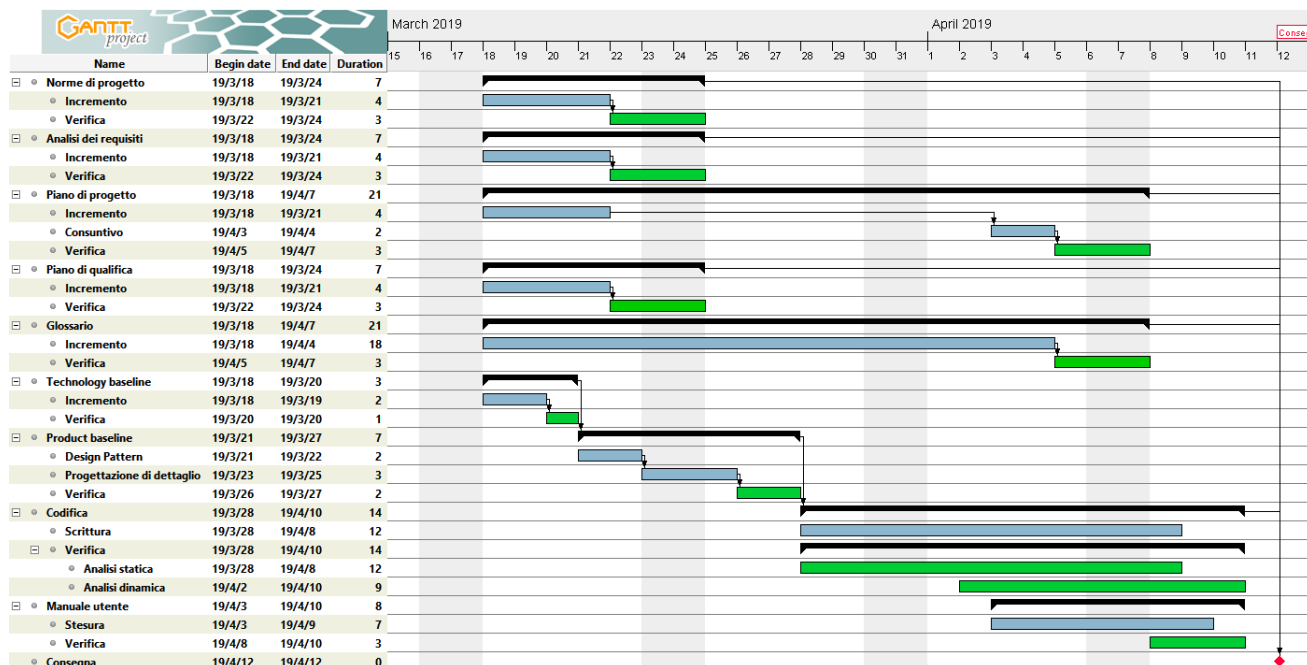 GANTT
project
March 2019 April 2019
Conseg
15 16 17 18 19 20 21 22 23 24 25 26 27 28 29 30 31 1 2 3 4 5 6 7 8 9 10 11 12
Name Begin date End date Duration
Norme di progetto 19/3/18 19/3/24 7
Incremento 19/3/18 19/3/21 4
Verifica 19/3/22 19/3/24 3
Analisi dei requisiti 19/3/18 19/3/24 7
Incremento 19/3/18 19/3/21 4
Verifica 19/3/22 19/3/24 3
Piano di progetto 19/3/18 19/4/7 21
Incremento 19/3/18 19/3/21 4
Consuntivo 19/4/3 19/4/4 2
Verifica 19/4/5 19/4/7 3
Piano di qualifica 19/3/18 19/3/24 7
Incremento 19/3/18 19/3/21 4
Verifica 19/3/22 19/3/24 3
Glossario 19/3/18 19/4/7 21
Incremento 19/3/18 19/4/4 18
Verifica 19/4/5 19/4/7 3
Technology baseline 19/3/18 19/3/20 3
Incremento 19/3/18 19/3/19 2
Verifica 19/3/20 19/3/20 1
Product baseline 19/3/21 19/3/27 7
Design Pattern 19/3/21 19/3/22 2
Progettazione di dettaglio 19/3/23 19/3/25 3
Verifica 19/3/26 19/3/27 2
Codifica 19/3/28 19/4/10 14
Scrittura 19/3/28 19/4/8 12
Verifica 19/3/28 19/4/10 14
Analisi statica 19/3/28 19/4/8 12
Analisi dinamica 19/4/2 19/4/10 9
Manuale utente 19/4/3 19/4/10 8
Stesura 19/4/3 19/4/9 7
Verifica 19/4/8 19/4/10 3
Consegna 19/4/12 19/4/12 0